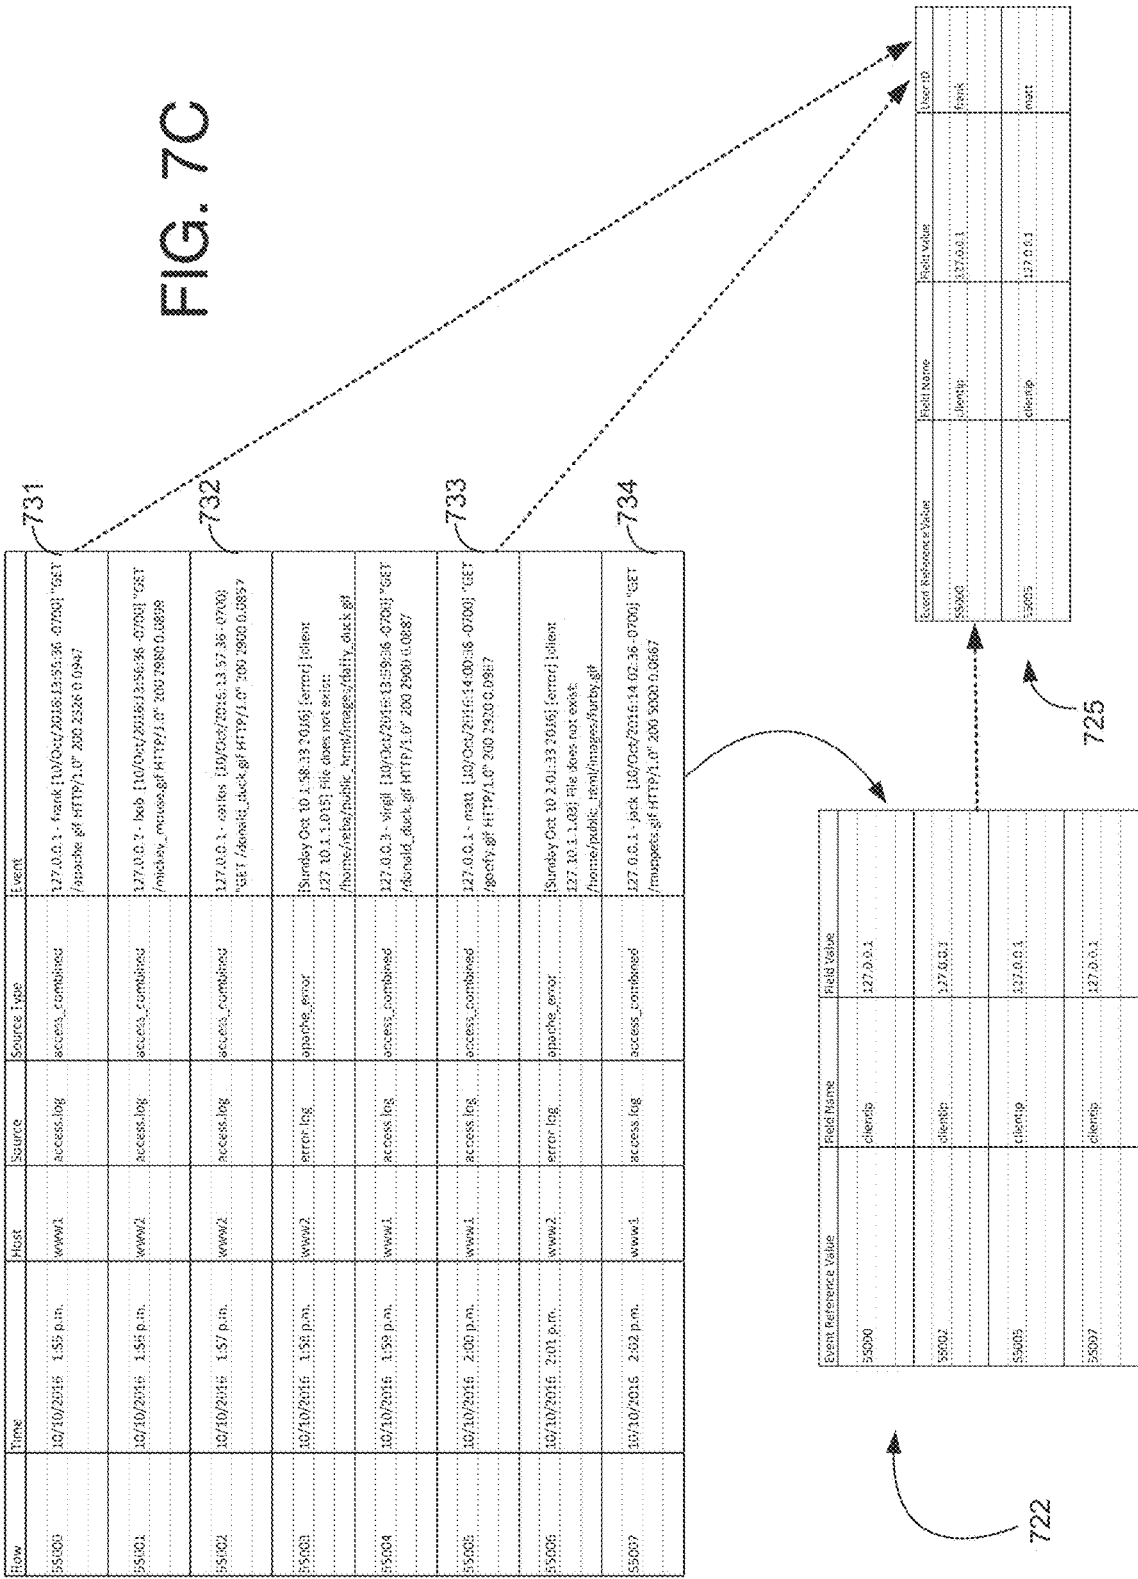 FIG. 7C
Row Time Host Source Source Type Event
55000 10/10/2016 1:55 p.m. www1 access.log access_combined 127.0.0.1 - frank [10/Oct/2016:13:55:36 -0700] "GET
/apache.gif HTTP/1.0" 200 2326 0.0947
731
55001 10/10/2016 1:56 p.m. www2 access.log access_combined bob [10/Oct/2016:13:56:36 -0700] "GET
/mickey_mouse.gif HTTP/1.0" 200 2980 0.0899
55002 10/10/2016 1:57 p.m. www2 access.log access_combined 127.0.0.1 - carlos [10/Oct/2016:13:57:36 -0700]
"GET /donald_duck.gif HTTP/1.0" 200 2900 0.0857
732
55003 10/10/2016 1:58 p.m. www2 error.log apache_error [Sunday Oct 10 1:58:33 2016] [error] [client
127.10.1.1.015] File does not exist:
/home/reba/public_html/images/daffy_duck.gif
55004 10/10/2016 1:59 p.m. www1 access.log access_combined 127.0.0.3 - virgil [10/Oct/2016:13:59:36 -0700] "GET
/donald_duck.gif HTTP/1.0" 200 2900 0.0887
55005 10/10/2016 2:00 p.m. www1 access.log access_combined 127.0.0.1 - matt [10/Oct/2016:14:00:36 -0700] "GET
/goofy.gif HTTP/1.0" 200 2920 0.0987
733
55006 10/10/2016 2:01 p.m. www2 error.log apache_error [Sunday Oct 10 2:01:33 2016] [error] [client
127.10.1.1.03] File does not exist:
/home/public_html/images/furby.gif
55007 10/10/2016 2:02 p.m. www1 access.log access_combined 127.0.0.1 - jack [10/Oct/2016:14:02:36 -0700] "GET
/muppets.gif HTTP/1.0" 200 5000 0.0667
734
722
Event Reference Value Field Name Field Value
55000 clientip 127.0.0.1
55002 clientip 127.0.0.1
55005 clientip 127.0.0.1
55007 clientip 127.0.0.1
725
Event Reference Value Field Name Field Value User ID
55000 clientip 127.0.0.1 frank
55005 clientip 127.0.0.1 matt